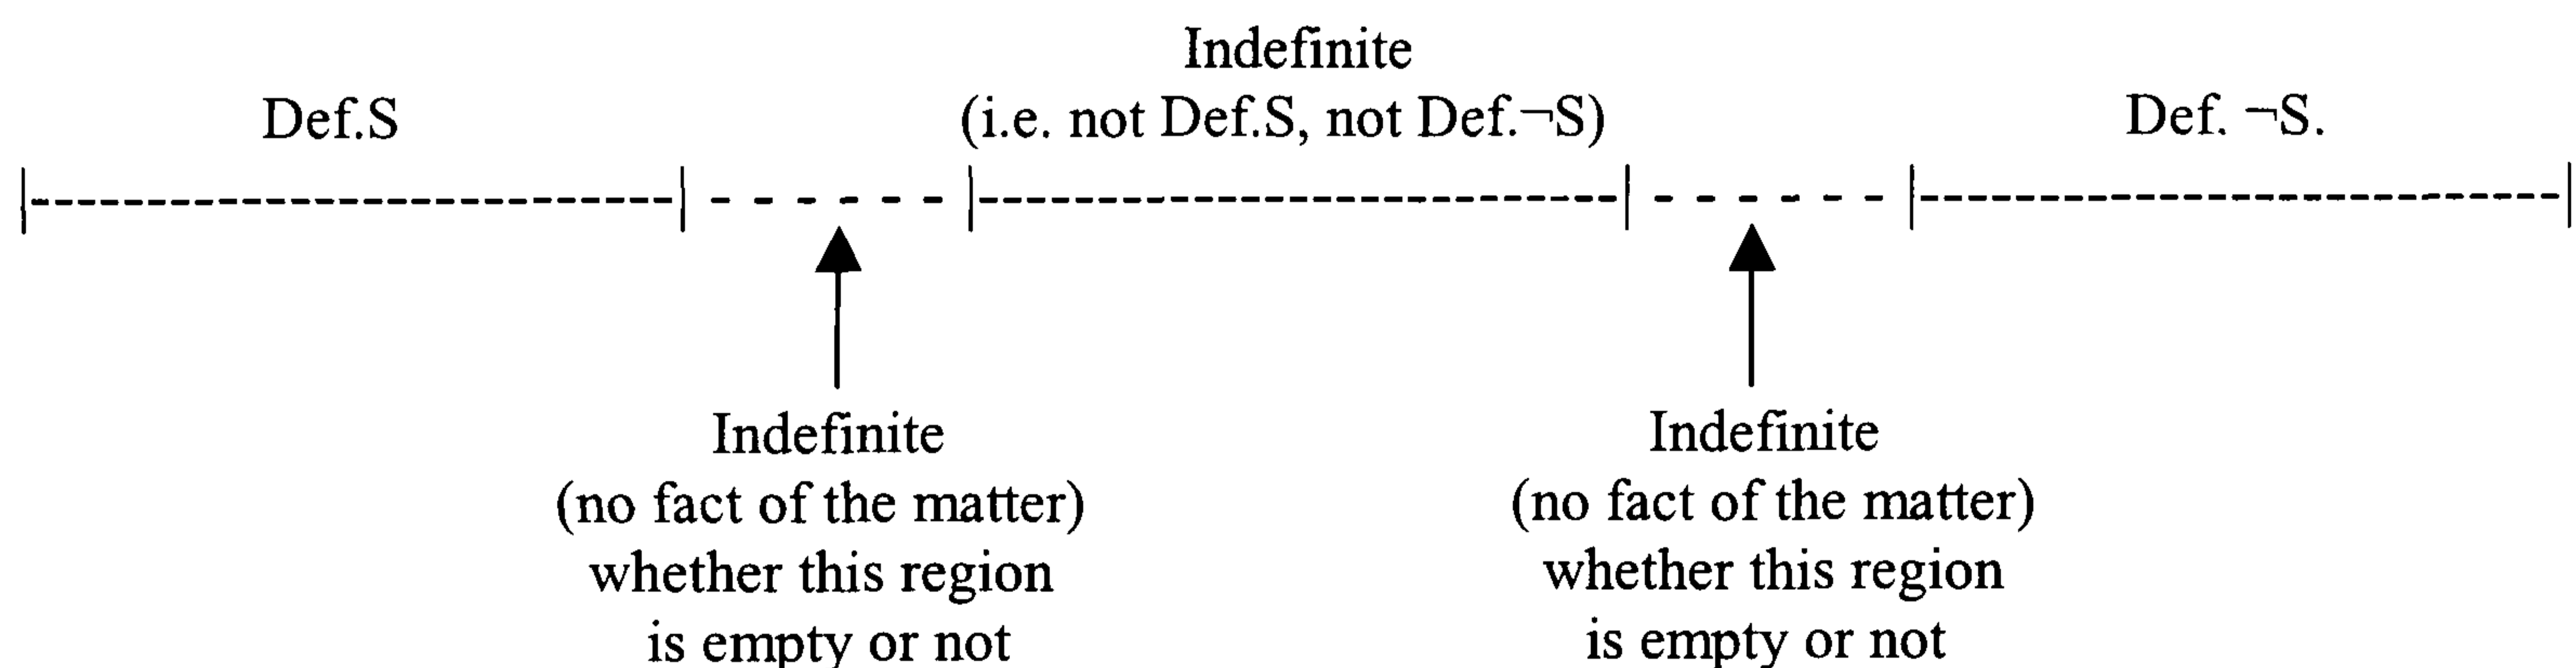 Indefinite
Def.S
(i.e. not Def.S, not Def.¬S)
Def. ¬S.
Indefinite
(no fact of the matter)
whether this region
is empty or not
Indefinite
(no fact of the matter)
whether this region
is empty or not